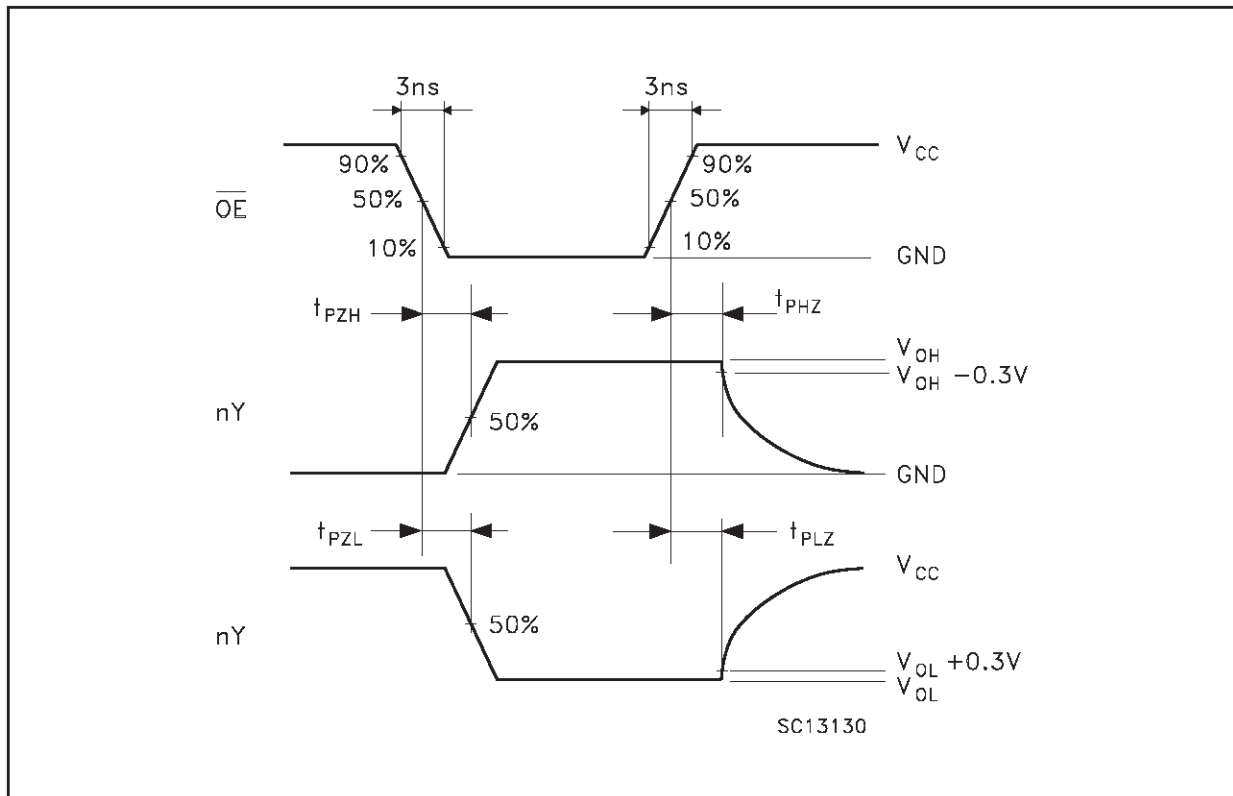 3ns 3ns
V_CC
90% 90%
50% 50%
O̅E̅
10% 10%
GND
t_PZH t_PHZ
V_OH
V_OH -0.3V
nY
50%
GND
t_PZL t_PLZ
V_CC
50%
nY
V_OL +0.3V
V_OL
SC13130